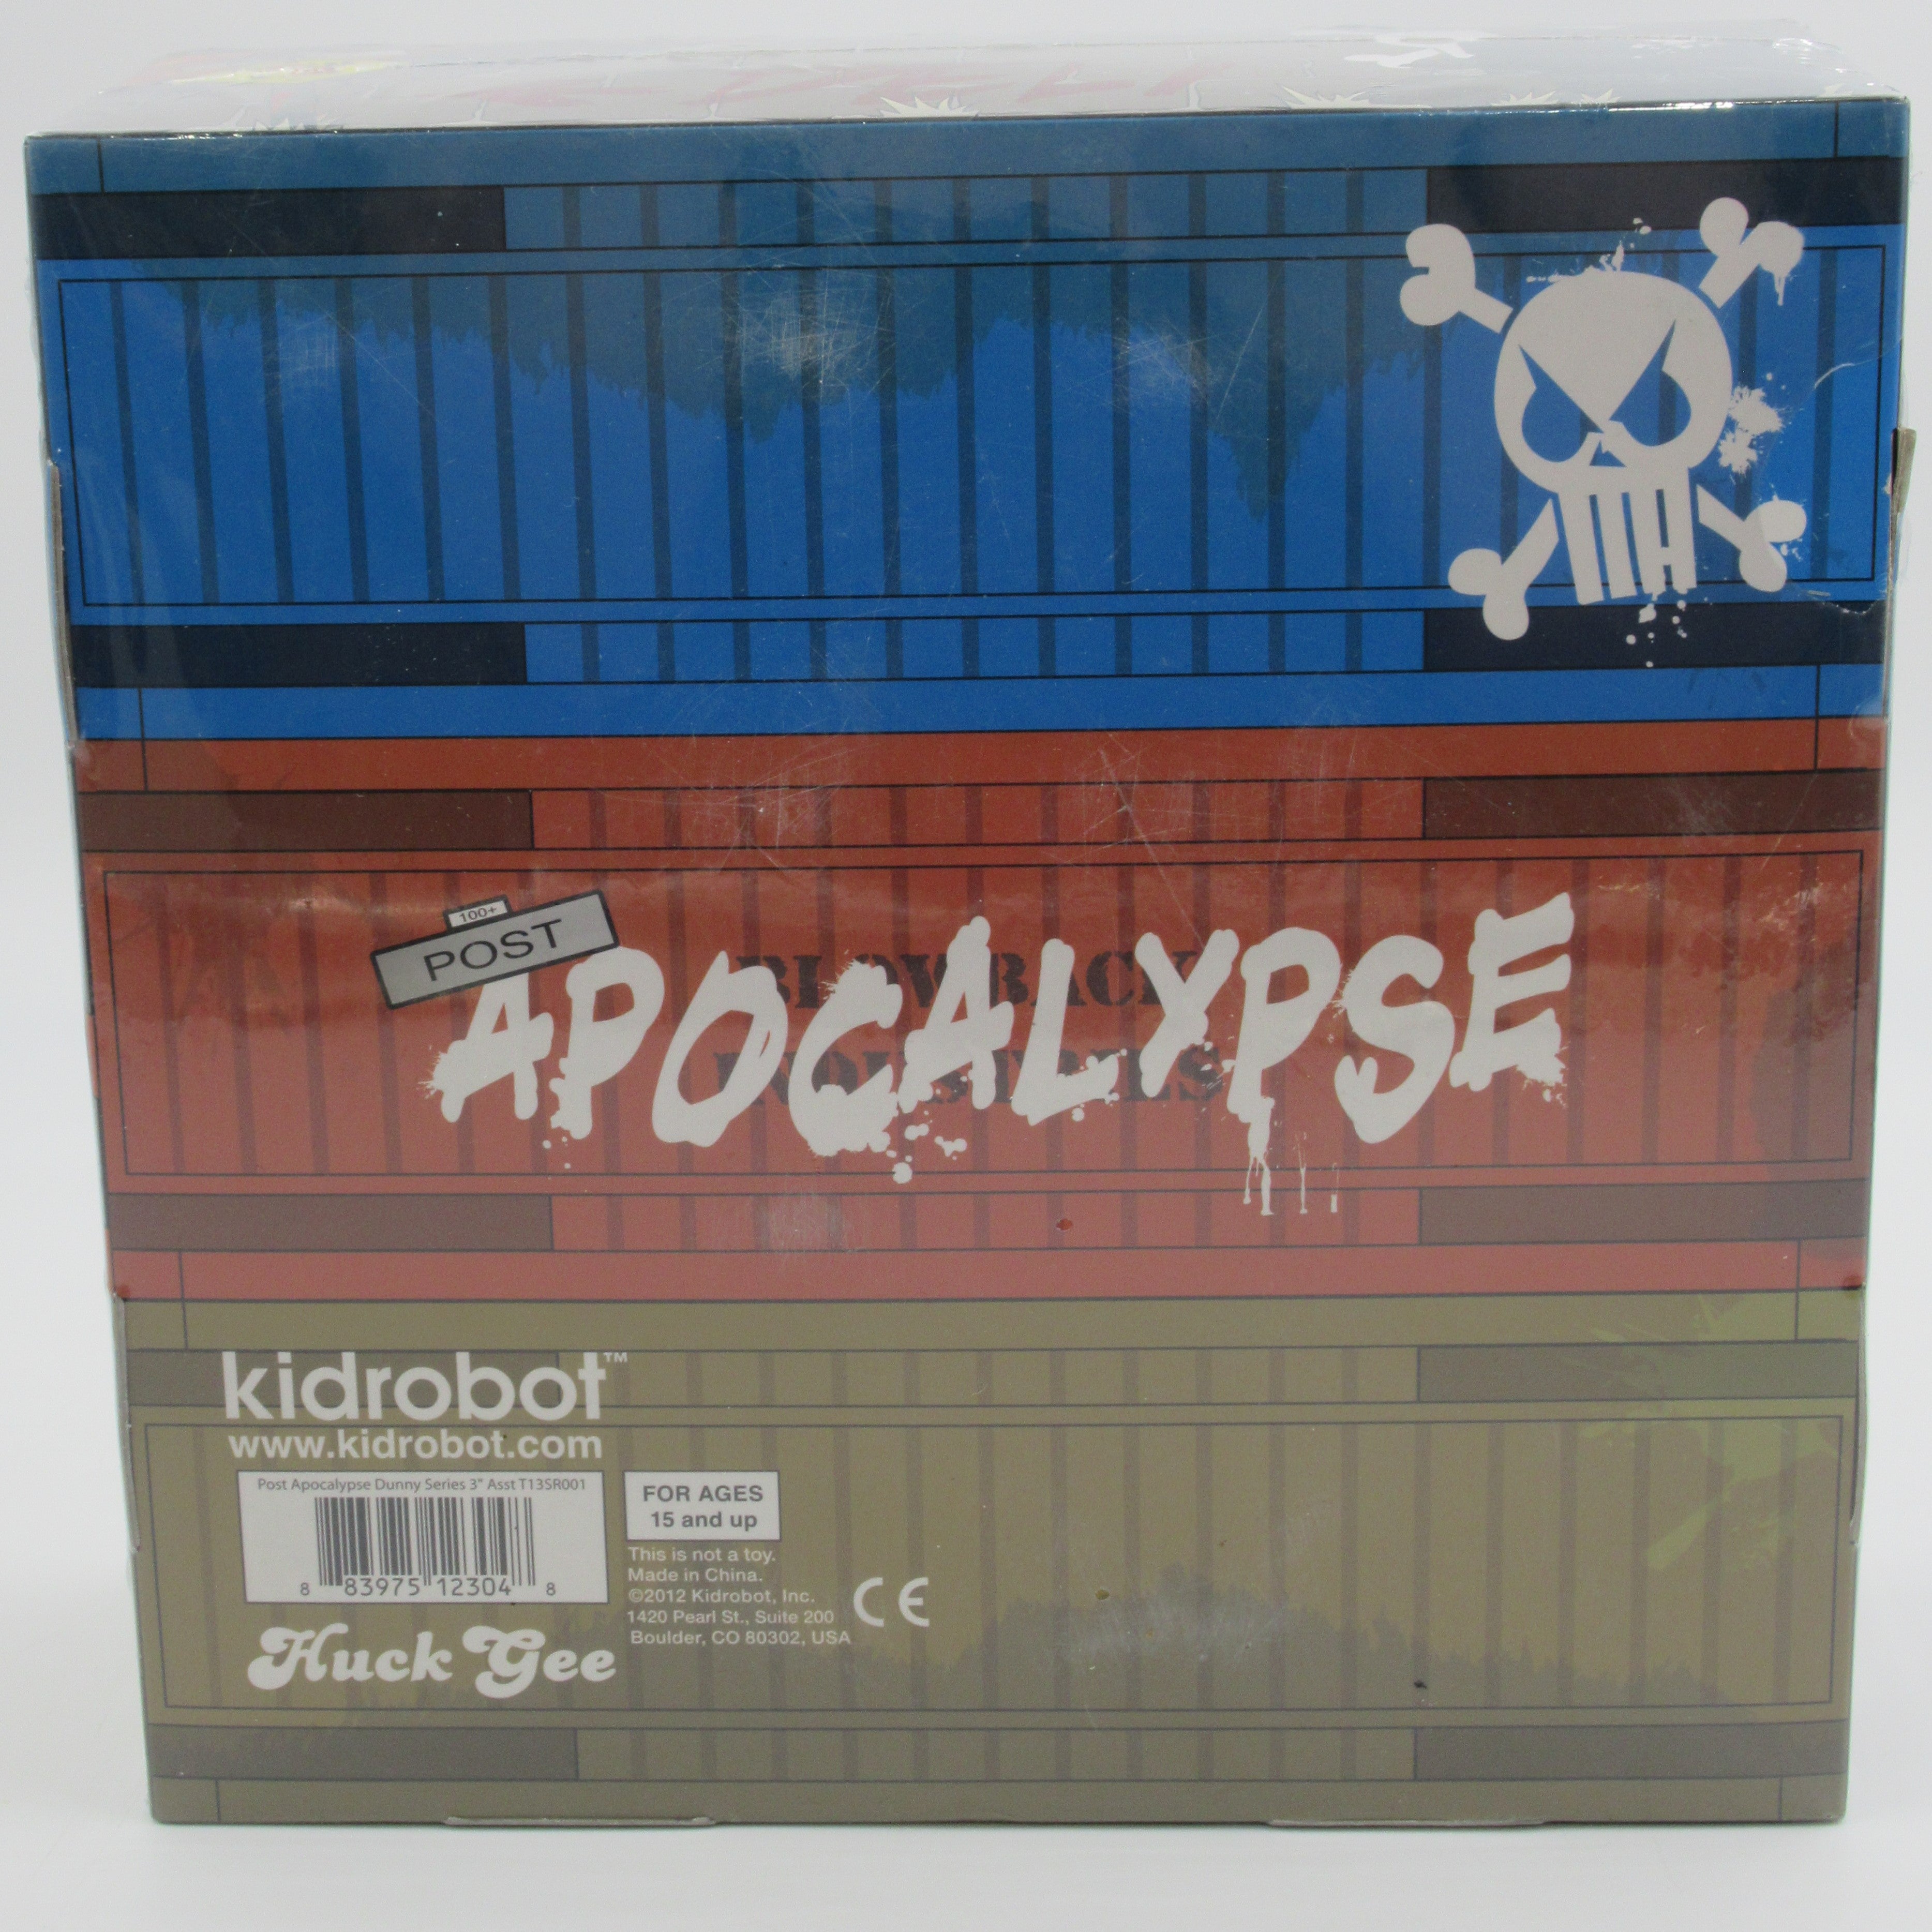 100+
POST
APOCALYPSE
BLOWBACK
INDUSTRIES
kidrobot™
www.kidrobot.com
Post Apocalypse Dunny Series 3" Asst T13SR001
8 83975 12304 8
FOR AGES
15 and up
This is not a toy.
Made in China.
©2012 Kidrobot, Inc.
1420 Pearl St., Suite 200
Boulder, CO 80302, USA
CE
Huck Gee